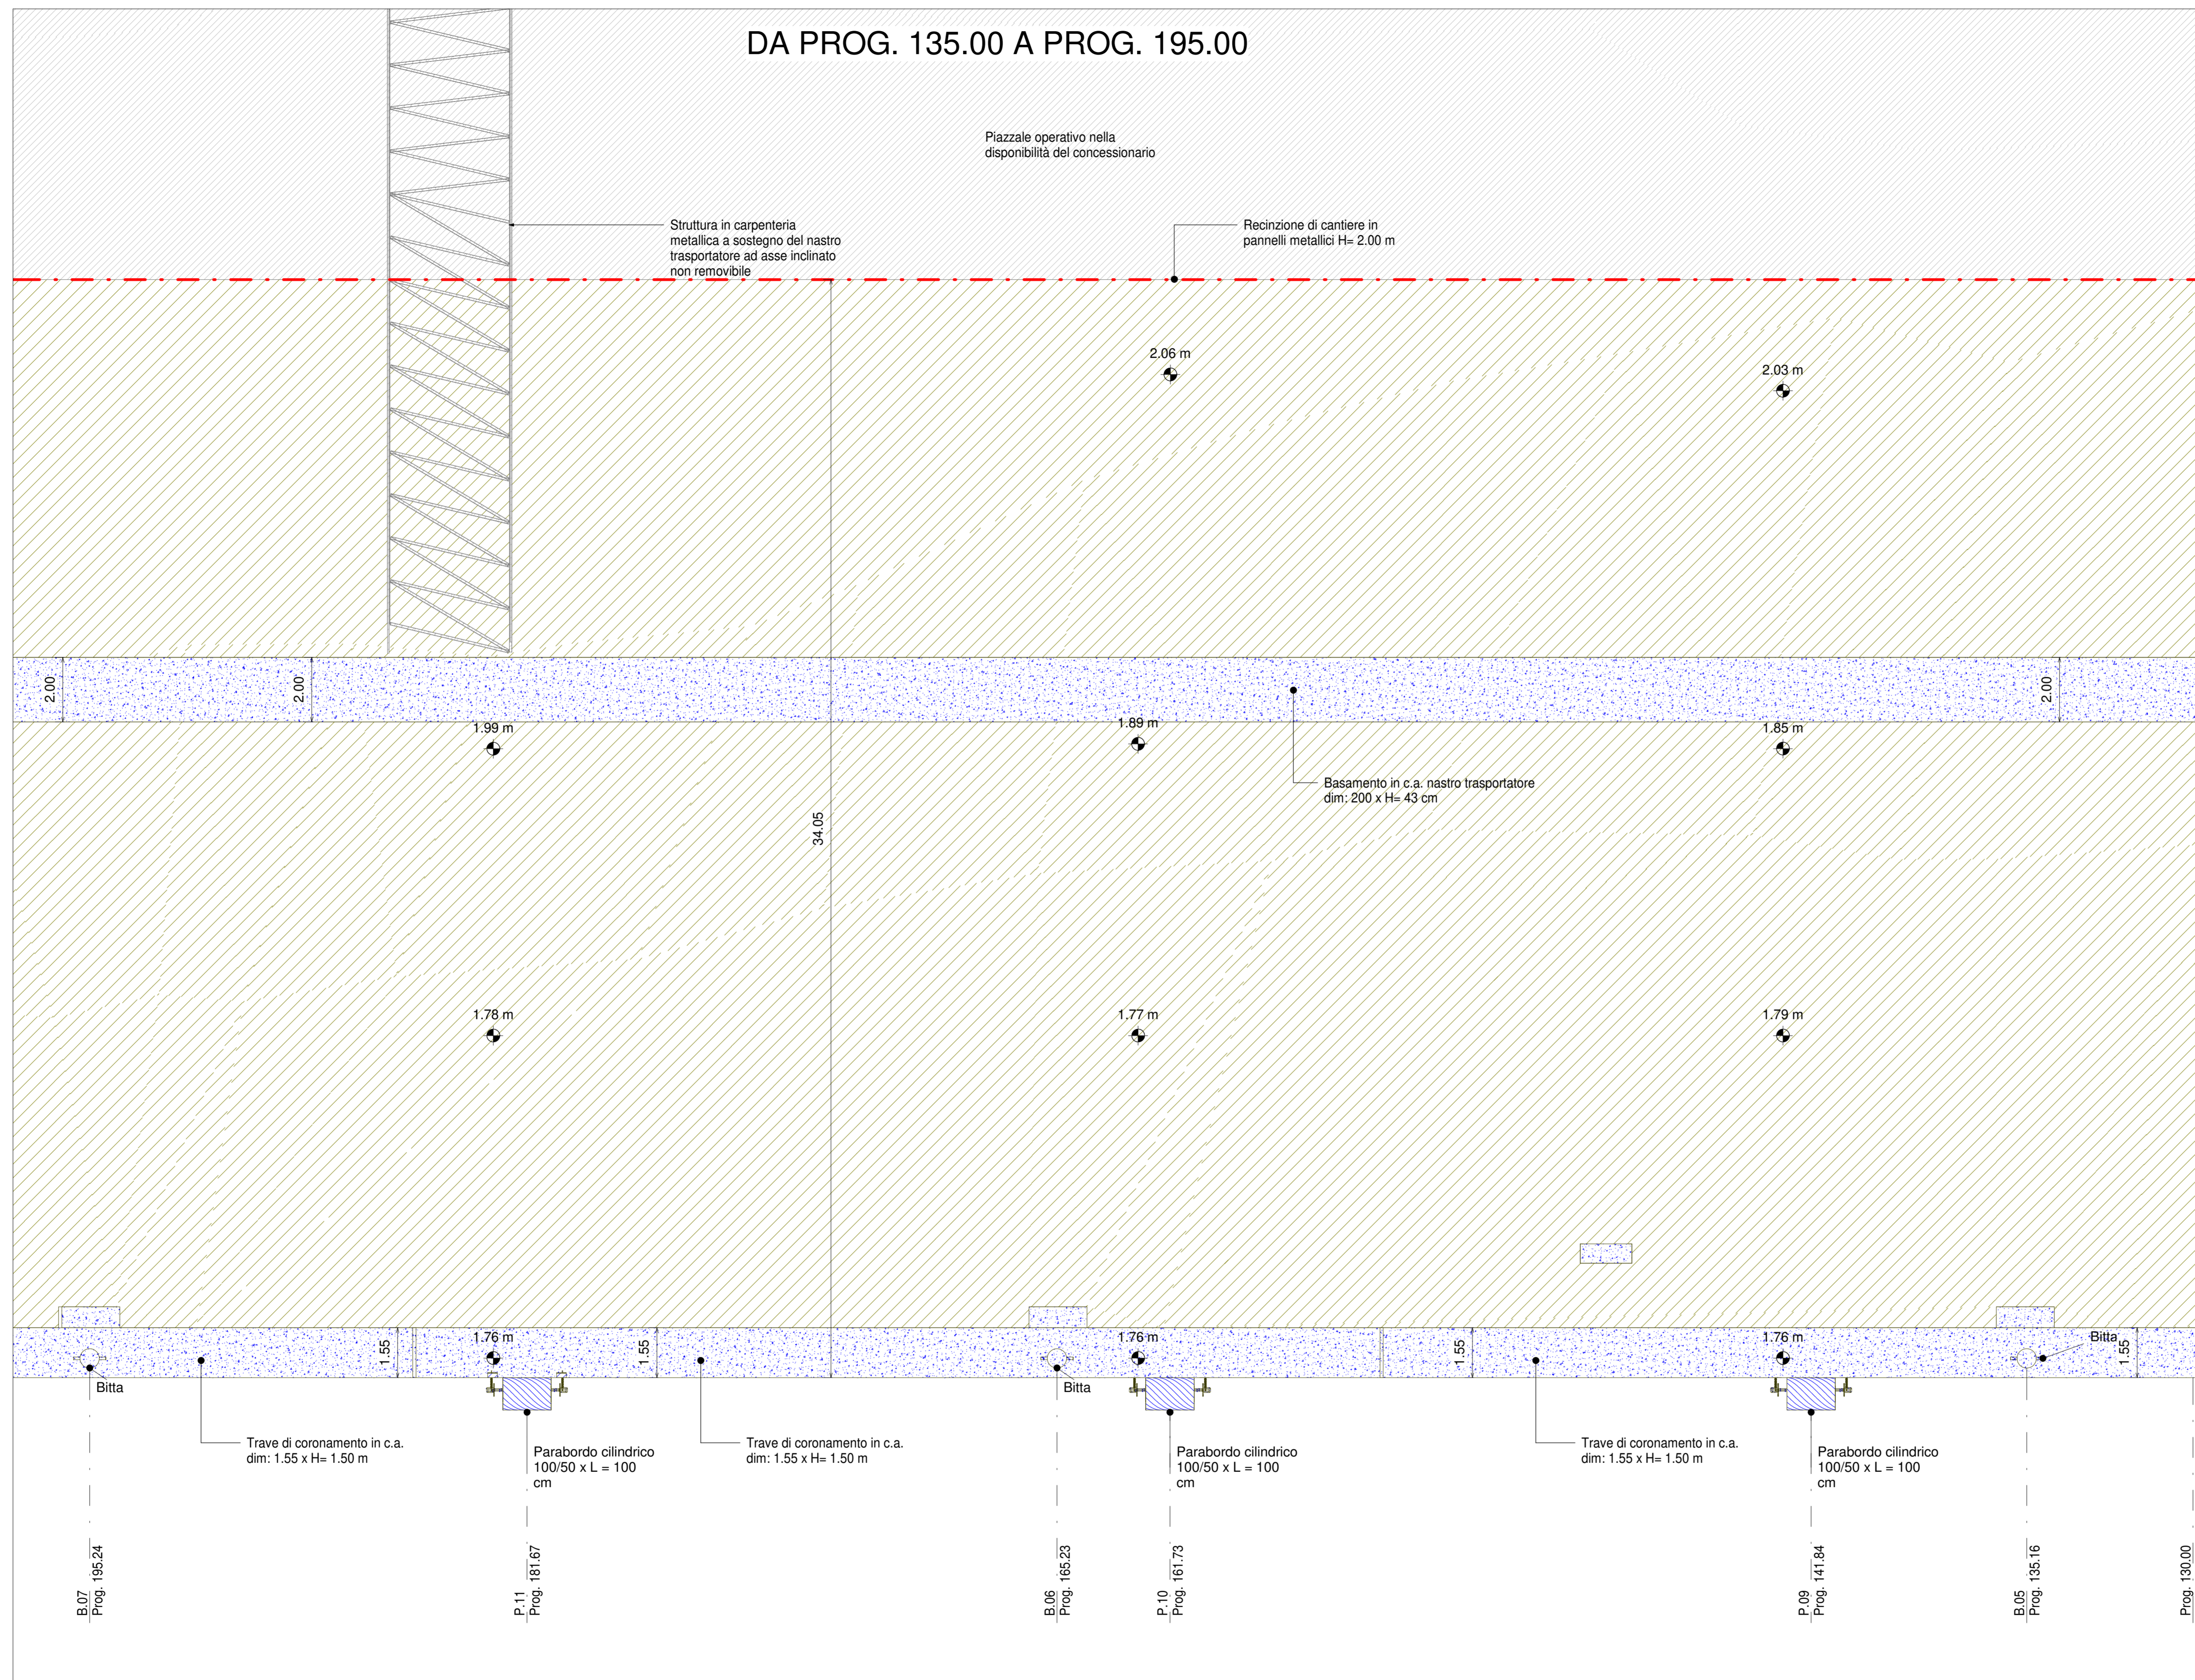 DA PROG. 135.00 A PROG. 195.00
Piazzale operativo nella
disponibilità del concessionario
Struttura in carpenteria
metallica a sostegno del nastro
trasportatore ad asse inclinato
non removibile
Recinzione di cantiere in
pannelli metallici H= 2.00 m
2.06 m
2.03 m
2.00
2.00
2.00
1.99 m
1.89 m
1.85 m
Basamento in c.a. nastro trasportatore
dim: 200 x H= 43 cm
34.05
1.78 m
1.77 m
1.79 m
1.55
1.76 m
1.55
1.76 m
1.55
1.76 m
1.55
Bitta
Bitta
Bitta
Trave di coronamento in c.a.
dim: 1.55 x H= 1.50 m
Parabordo cilindrico
100/50 x L = 100
cm
Trave di coronamento in c.a.
dim: 1.55 x H= 1.50 m
Parabordo cilindrico
100/50 x L = 100
cm
Trave di coronamento in c.a.
dim: 1.55 x H= 1.50 m
Parabordo cilindrico
100/50 x L = 100
cm
B.07
Prog. 195.24
P.11
Prog. 181.67
B.06
Prog. 165.23
P.10
Prog. 161.73
P.09
Prog. 141.84
B.05
Prog. 135.16
Prog. 130.00